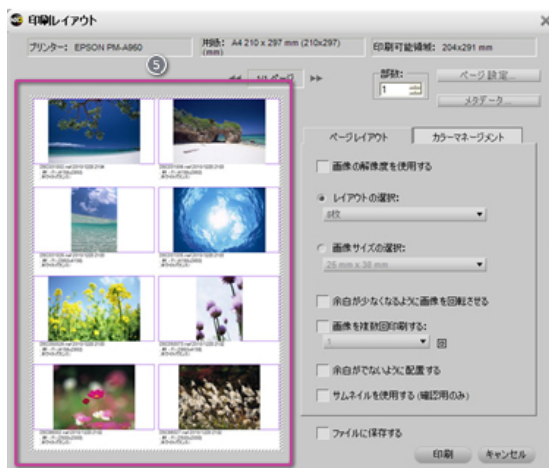 印刷レイアウト
プリンター: EPSON PM-A960
用紙: A4 210 x 297 mm (210x297) (mm)
印刷可能領域: 204x291 mm
⑤
1/1 ページ
部数:
1
ページ設定...
メタデータ...
ページレイアウト
カラーマネージメント
画像の解像度を使用する
レイアウトの選択:
8枚
画像サイズの選択:
26 mm x 38 mm
余白が少なくなるように画像を回転させる
画像を複数回印刷する:
1
回
余白がでないように配置する
サムネイルを使用する(確認用のみ)
ファイルに保存する
印刷
キャンセル